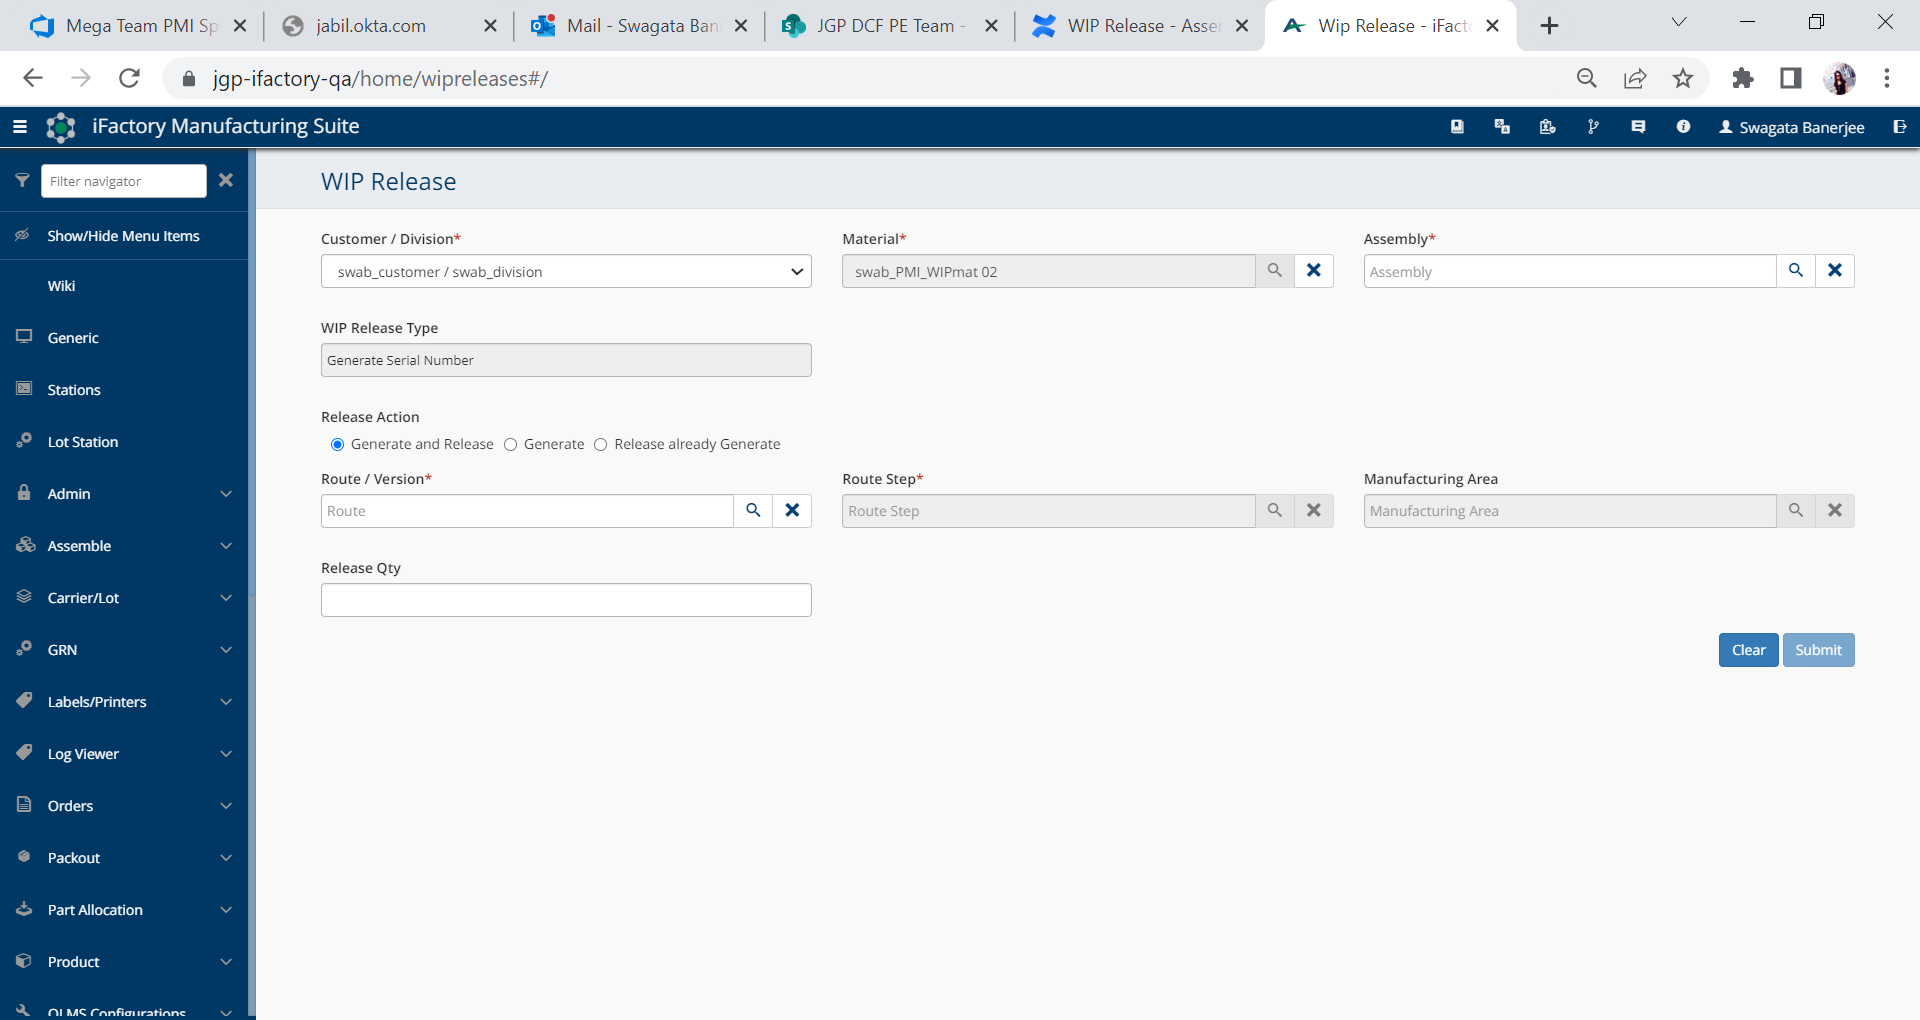 Mega Team PMI Sp
jabil.okta.com
Mail - Swagata Ban
JGP DCF PE Team -
WIP Release - Asser
Wip Release - iFacto
jgp-ifactory-qa/home/wipreleases#/
iFactory Manufacturing Suite
Swagata Banerjee
Filter navigator
Show/Hide Menu Items
Wiki
Generic
Stations
Lot Station
Admin
Assemble
Carrier/Lot
GRN
Labels/Printers
Log Viewer
Orders
Packout
Part Allocation
Product
QLMS Configurations
WIP Release
Customer / Division*
Material*
Assembly*
swab_customer / swab_division
swab_PMI_WIPmat 02
Assembly
WIP Release Type
Generate Serial Number
Release Action
Generate and Release
Generate
Release already Generate
Route / Version*
Route Step*
Manufacturing Area
Route
Route Step
Manufacturing Area
Release Qty
Clear
Submit